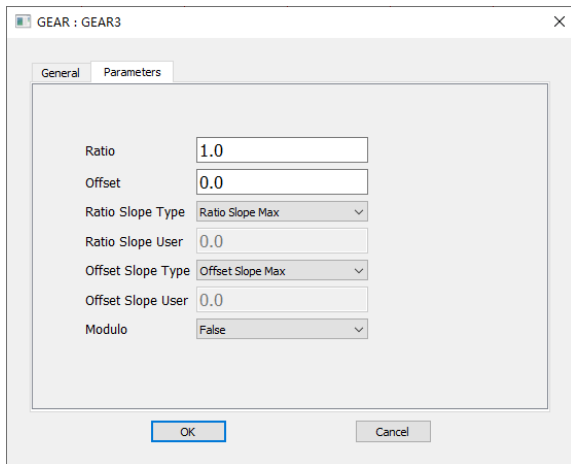 GEAR : GEAR3
General Parameters
Ratio 1.0
Offset 0.0
Ratio Slope Type Ratio Slope Max
Ratio Slope User 0.0
Offset Slope Type Offset Slope Max
Offset Slope User 0.0
Modulo False
OK Cancel